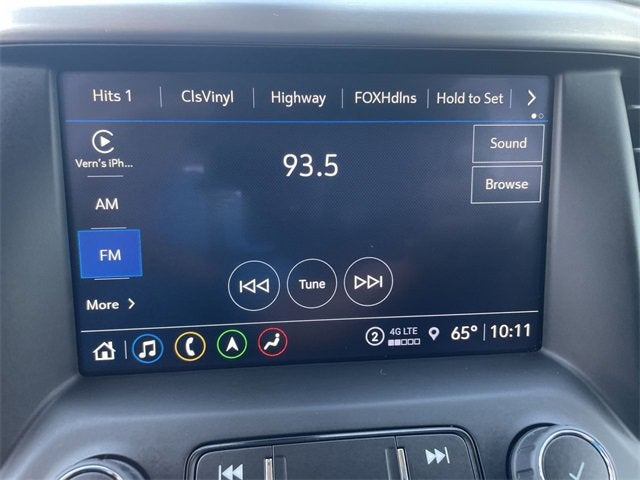 Hits 1 ClsVinyl Highway FOXHdlns Hold to Set
Vern's iPh...
AM
FM
More
93.5
Sound
Browse
Tune
2 4G LTE 65° 10:11